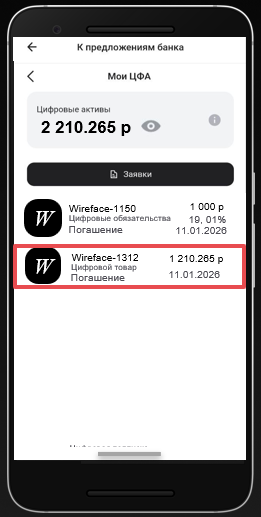 К предложениям банка
Мои ЦФА
Цифровые активы
2 210.265 р
Заявки
W
Wireface-1150
1 000 р
Цифровые обязательства
19, 01%
Погашение
11.01.2026
W
Wireface-1312
1 210.265 р
Цифровой товар
Погашение
11.01.2026